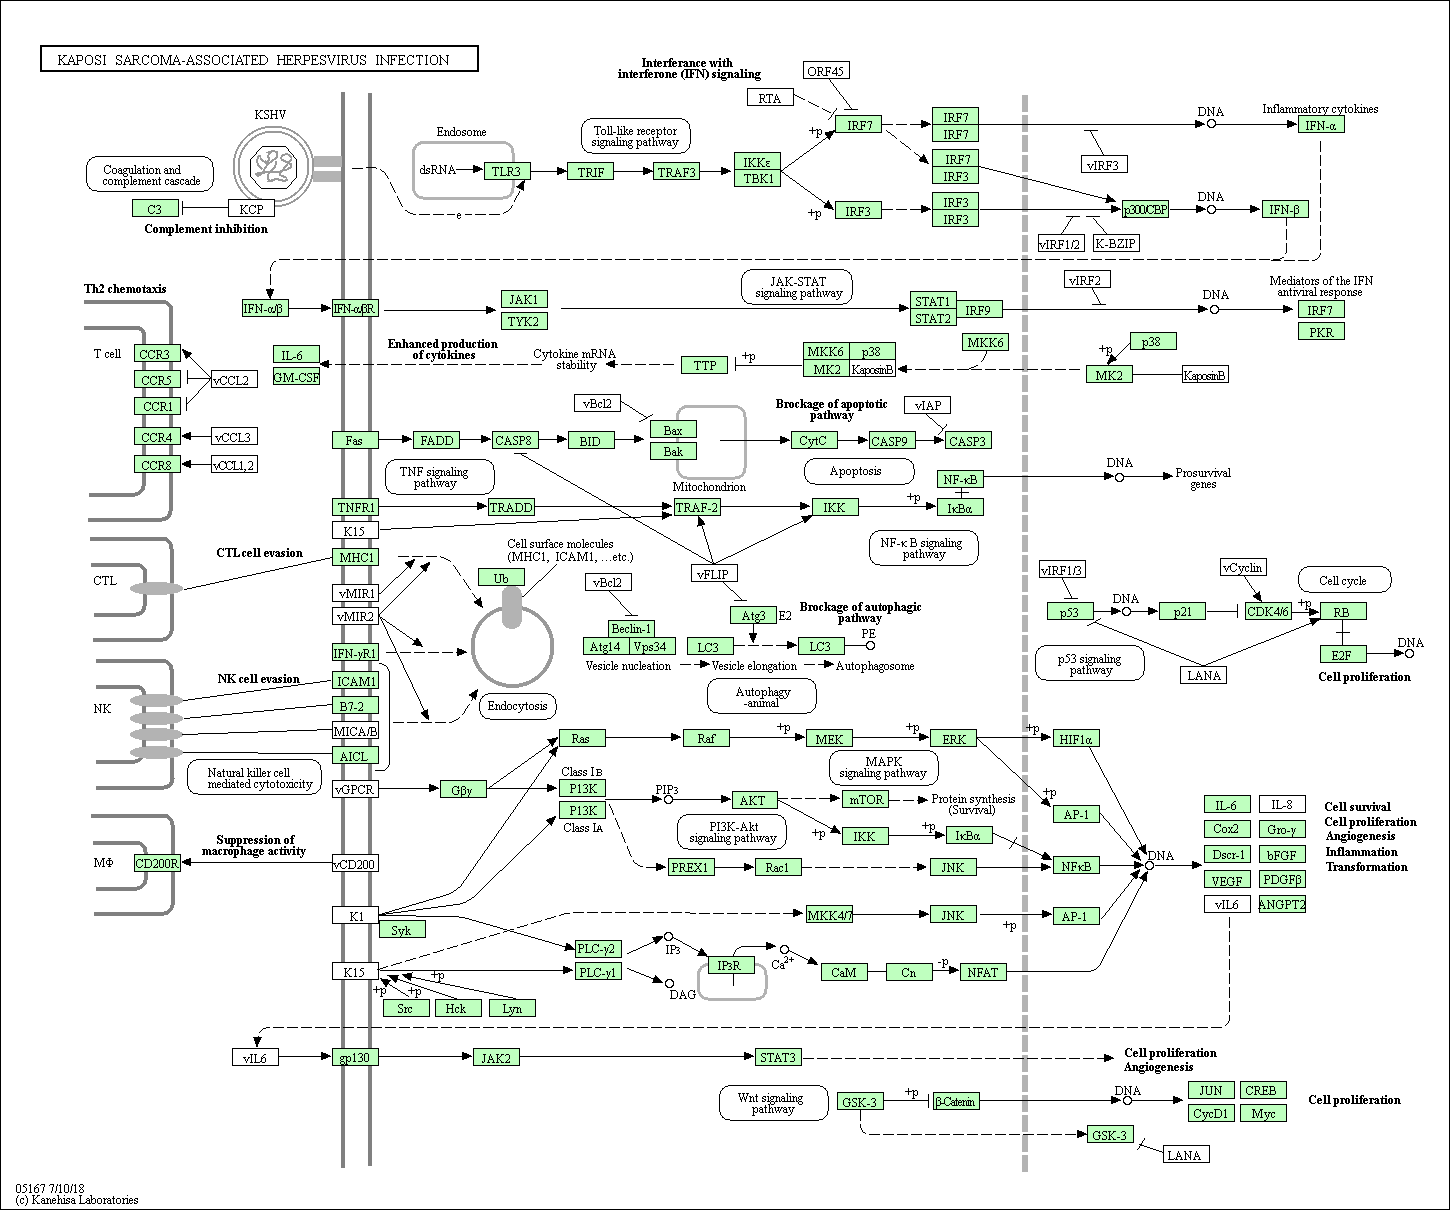 KAPOSI SARCOMA-ASSOCIATED HERPESVIRUS INFECTION
Interferance with
interferone (IFN) signaling
ORF45
RTA
KSHV
Endosome
Toll-like receptor
signaling pathway
+p
IRF7
IRF7
IRF7
DNA
Inflammatory cytokines
IFN-α
vIRF3
Coagulation and
complement cascade
dsRNA
TLR3
TRIF
TRAF3
IKKε
TBK1
IRF7
IRF3
C3
KCP
e
+p
IRF3
IRF3
IRF3
p300/CBP
DNA
IFN-β
Complement inhibition
vIRF1/2
K-BZIP
Th2 chemotaxis
JAK-STAT
signaling pathway
vIRF2
Mediators of the IFN
antiviral response
IFN-α/β
IFN-α/βR
JAK1
TYK2
STAT1
STAT2
IRF9
DNA
IRF7
PKR
T cell
CCR3
CCR5
CCR1
CCR4
CCR8
vCCL2
vCCL3
vCCL1,2
IL-6
GM-CSF
Enhanced production
of cytokines
Cytokine mRNA
stability
TTP
+p
MKK6
p38
MK2
KaposinB
MKK6
+p
p38
MK2
KaposinB
vBcl2
Brockage of apoptotic
pathway
vIAP
Fas
FADD
CASP8
BID
Bax
Bak
CytC
CASP9
CASP3
TNF signaling
pathway
Mitochondrion
Apoptosis
NF-κB
DNA
Prosurvival
genes
TNFR1
TRADD
TRAF-2
IKK
+p
IκBα
K15
NF-κ B signaling
pathway
CTL cell evasion
MHC1
Cell surface molecules
(MHC1, ICAM1, ...etc.)
CTL
Ub
vBcl2
vFLIP
vIRF1/3
vCyclin
Cell cycle
vMIR1
vMIR2
Beclin-1
Atg14
Vps34
Atg3
E2
Brockage of autophagic
pathway
PE
LC3
LC3
p53
DNA
p21
CDK4/6
+p
RB
IFN-γR1
Vesicle nucleation
Vesicle elongation
Autophagosome
p53 signaling
pathway
LANA
E2F
DNA
Cell proliferation
NK cell evasion
ICAM1
NK
B7-2
MICA/B
AICL
Endocytosis
Autophagy
-animal
Natural killer cell
mediated cytotoxicity
Ras
Raf
+p
MEK
+p
ERK
+p
HIF1α
MAPK
signaling pathway
vGPCR
Gβγ
Class IB
P13K
P13K
Class IA
PIP3
AKT
mTOR
Protein synthesis
(Survival)
+p
AP-1
PI3K-Akt
signaling pathway
+p
IKK
+p
IκBα
IL-6
IL-8
Cox2
Gro-γ
Dscr-1
bFGF
VEGF
PDGFβ
vIL6
ANGPT2
Cell survival
Cell proliferation
Angiogenesis
Inflammation
Transformation
MΦ
CD200R
Suppression of
macrophage activity
vCD200
PREX1
Rac1
JNK
NFκB
DNA
K1
Syk
MKK4/7
JNK
+p
AP-1
K15
PLC-γ2
PLC-γ1
IP3
DAG
IP3R
Ca2+
CaM
Cn
-p
NFAT
+p
+p
+p
Src
Hck
Lyn
vIL6
gp130
JAK2
STAT3
Cell proliferation
Angiogenesis
Wnt signaling
pathway
GSK-3
+p
β-Catenin
DNA
JUN
CREB
CycD1
Myc
Cell proliferation
GSK-3
LANA
05167 7/10/18
(c) Kanehisa Laboratories